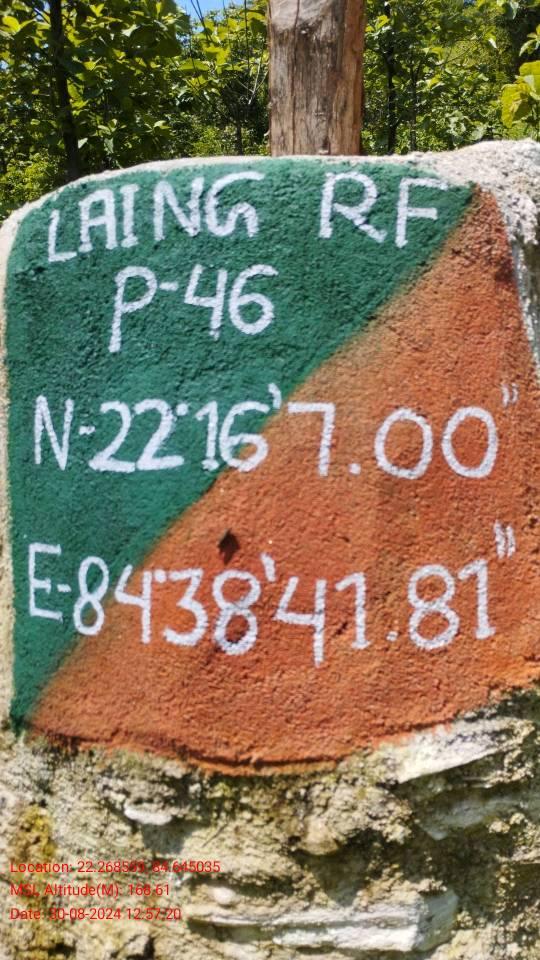 LAING RF
P-46
N-22°16'7.00"
E-84°38'41.81"
Location: 22.268593, 84.645035
MSL Altitude(M): 168.61
Date: 30-08-2024 12:57:20